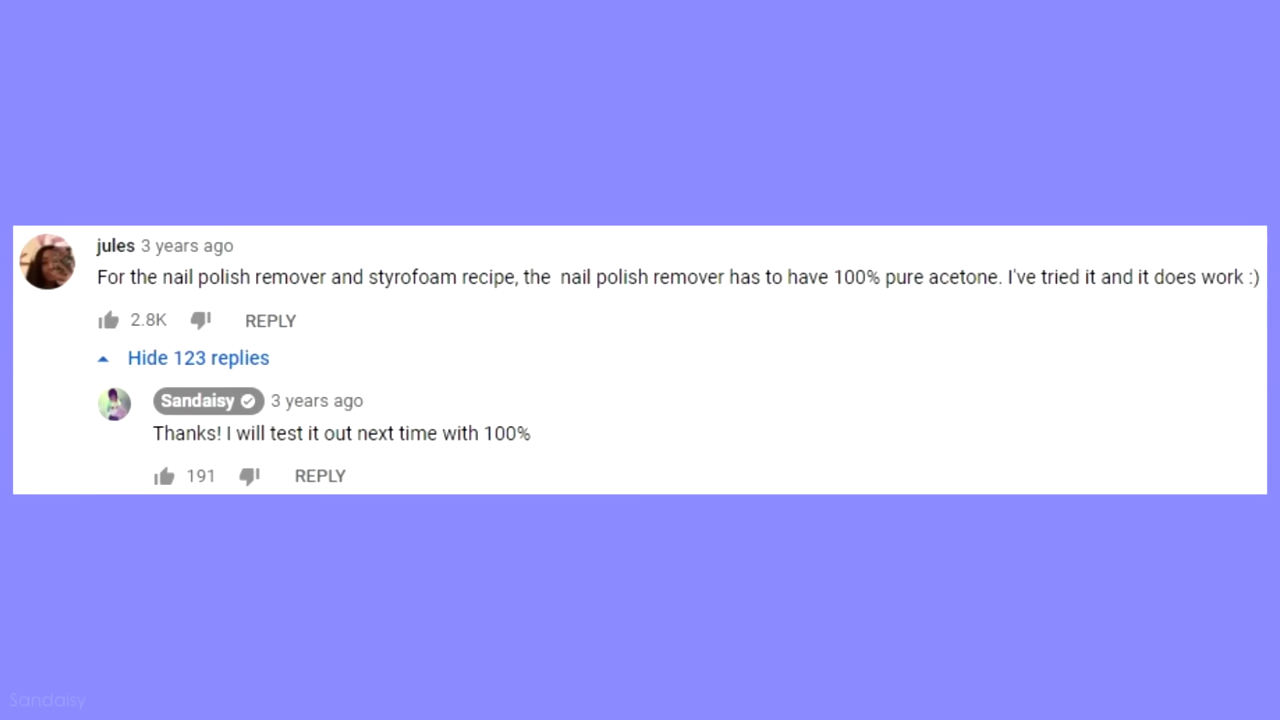 jules 3 years ago
For the nail polish remover and styrofoam recipe, the  nail polish remover has to have 100% pure acetone. I've tried it and it does work :)
2.8K REPLY
Hide 123 replies
Sandaisy 3 years ago
Thanks! I will test it out next time with 100%
191 REPLY
Sandaisy